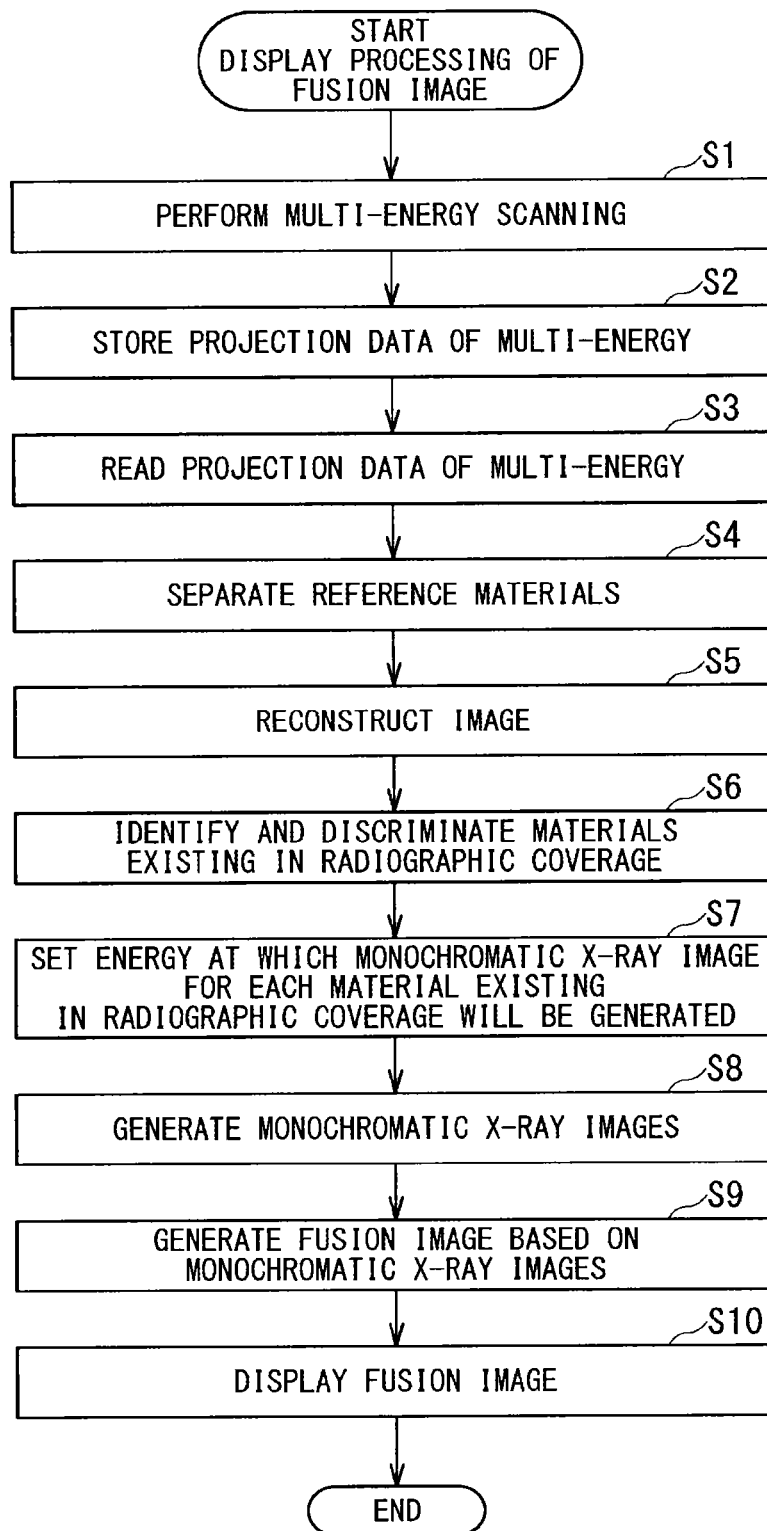 START
DISPLAY PROCESSING OF
FUSION IMAGE
S1
PERFORM MULTI-ENERGY SCANNING
S2
STORE PROJECTION DATA OF MULTI-ENERGY
S3
READ PROJECTION DATA OF MULTI-ENERGY
S4
SEPARATE REFERENCE MATERIALS
S5
RECONSTRUCT IMAGE
S6
IDENTIFY AND DISCRIMINATE MATERIALS
EXISTING IN RADIOGRAPHIC COVERAGE
S7
SET ENERGY AT WHICH MONOCHROMATIC X-RAY IMAGE
FOR EACH MATERIAL EXISTING
IN RADIOGRAPHIC COVERAGE WILL BE GENERATED
S8
GENERATE MONOCHROMATIC X-RAY IMAGES
S9
GENERATE FUSION IMAGE BASED ON
MONOCHROMATIC X-RAY IMAGES
S10
DISPLAY FUSION IMAGE
END